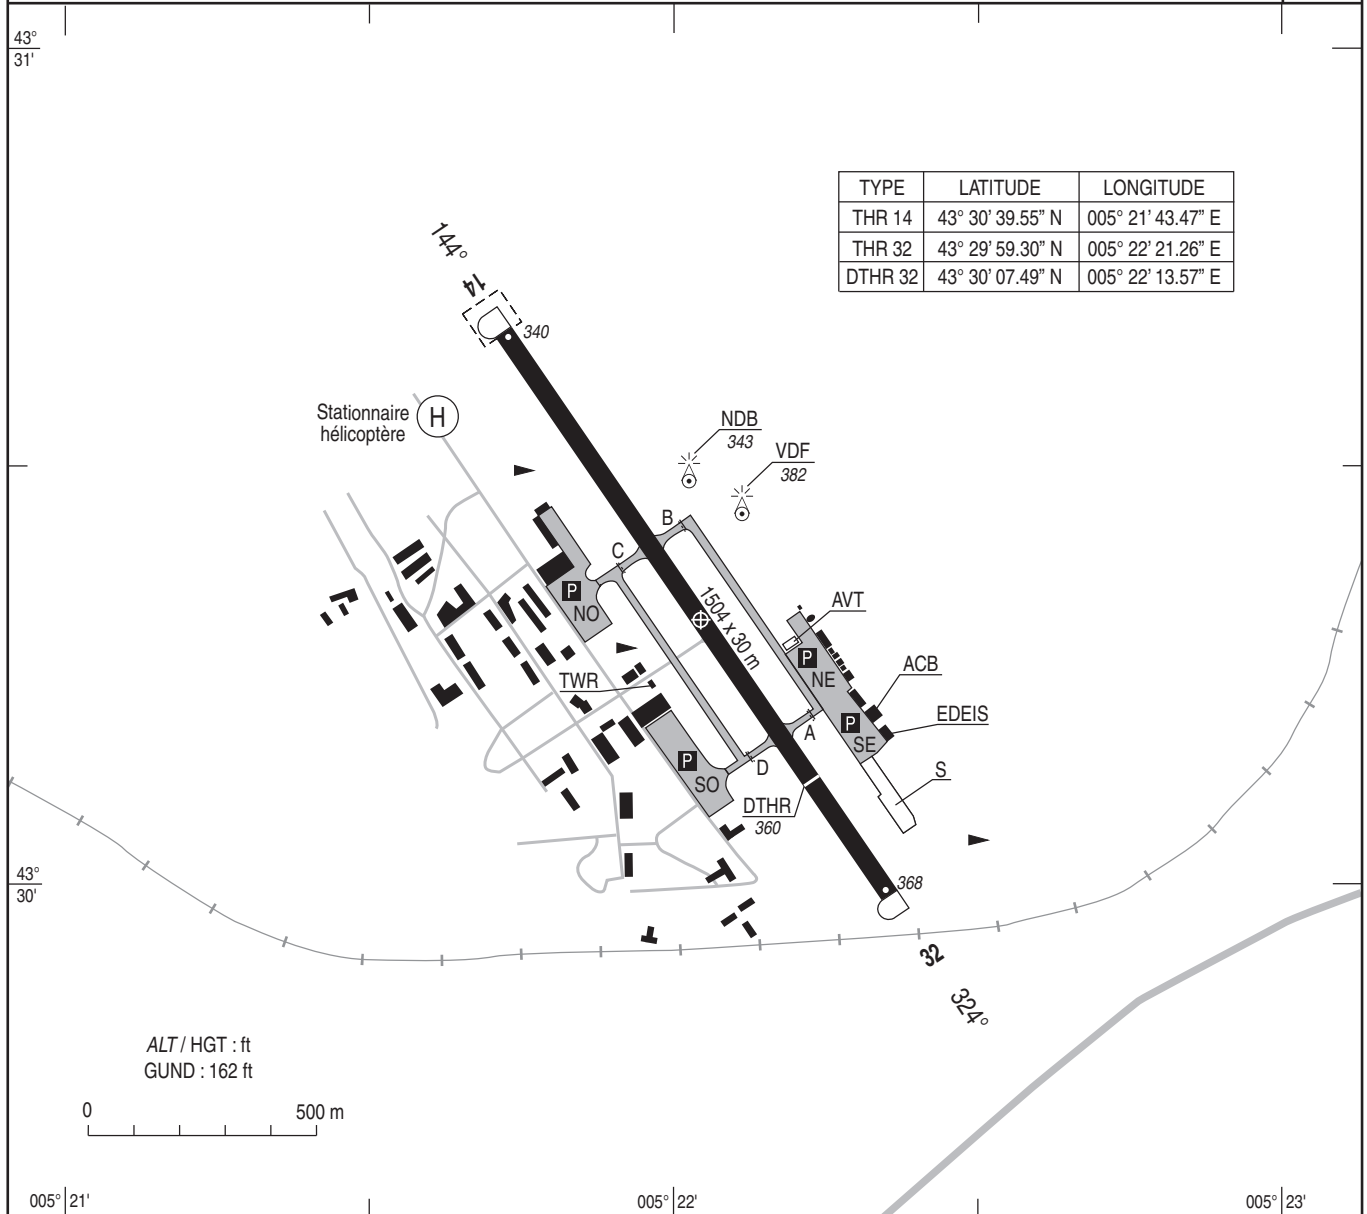 43°
31'
TYPE LATITUDE LONGITUDE
THR 14 43° 30' 39.55" N 005° 21' 43.47" E
THR 32 43° 29' 59.30" N 005° 22' 21.26" E
DTHR 32 43° 30' 07.49" N 005° 22' 13.57" E
144°
14
340
Stationnaire
hélicoptère
H
NDB
343
VDF
382
B
C
P
NO
1504 x 30 m
AVT
P
NE
ACB
TWR
EDEIS
P
SE
A
P
SO
D
S
DTHR
360
43°
30'
368
32
324°
ALT / HGT : ft
GUND : 162 ft
0 500 m
005° 21' 005° 22' 005° 23'